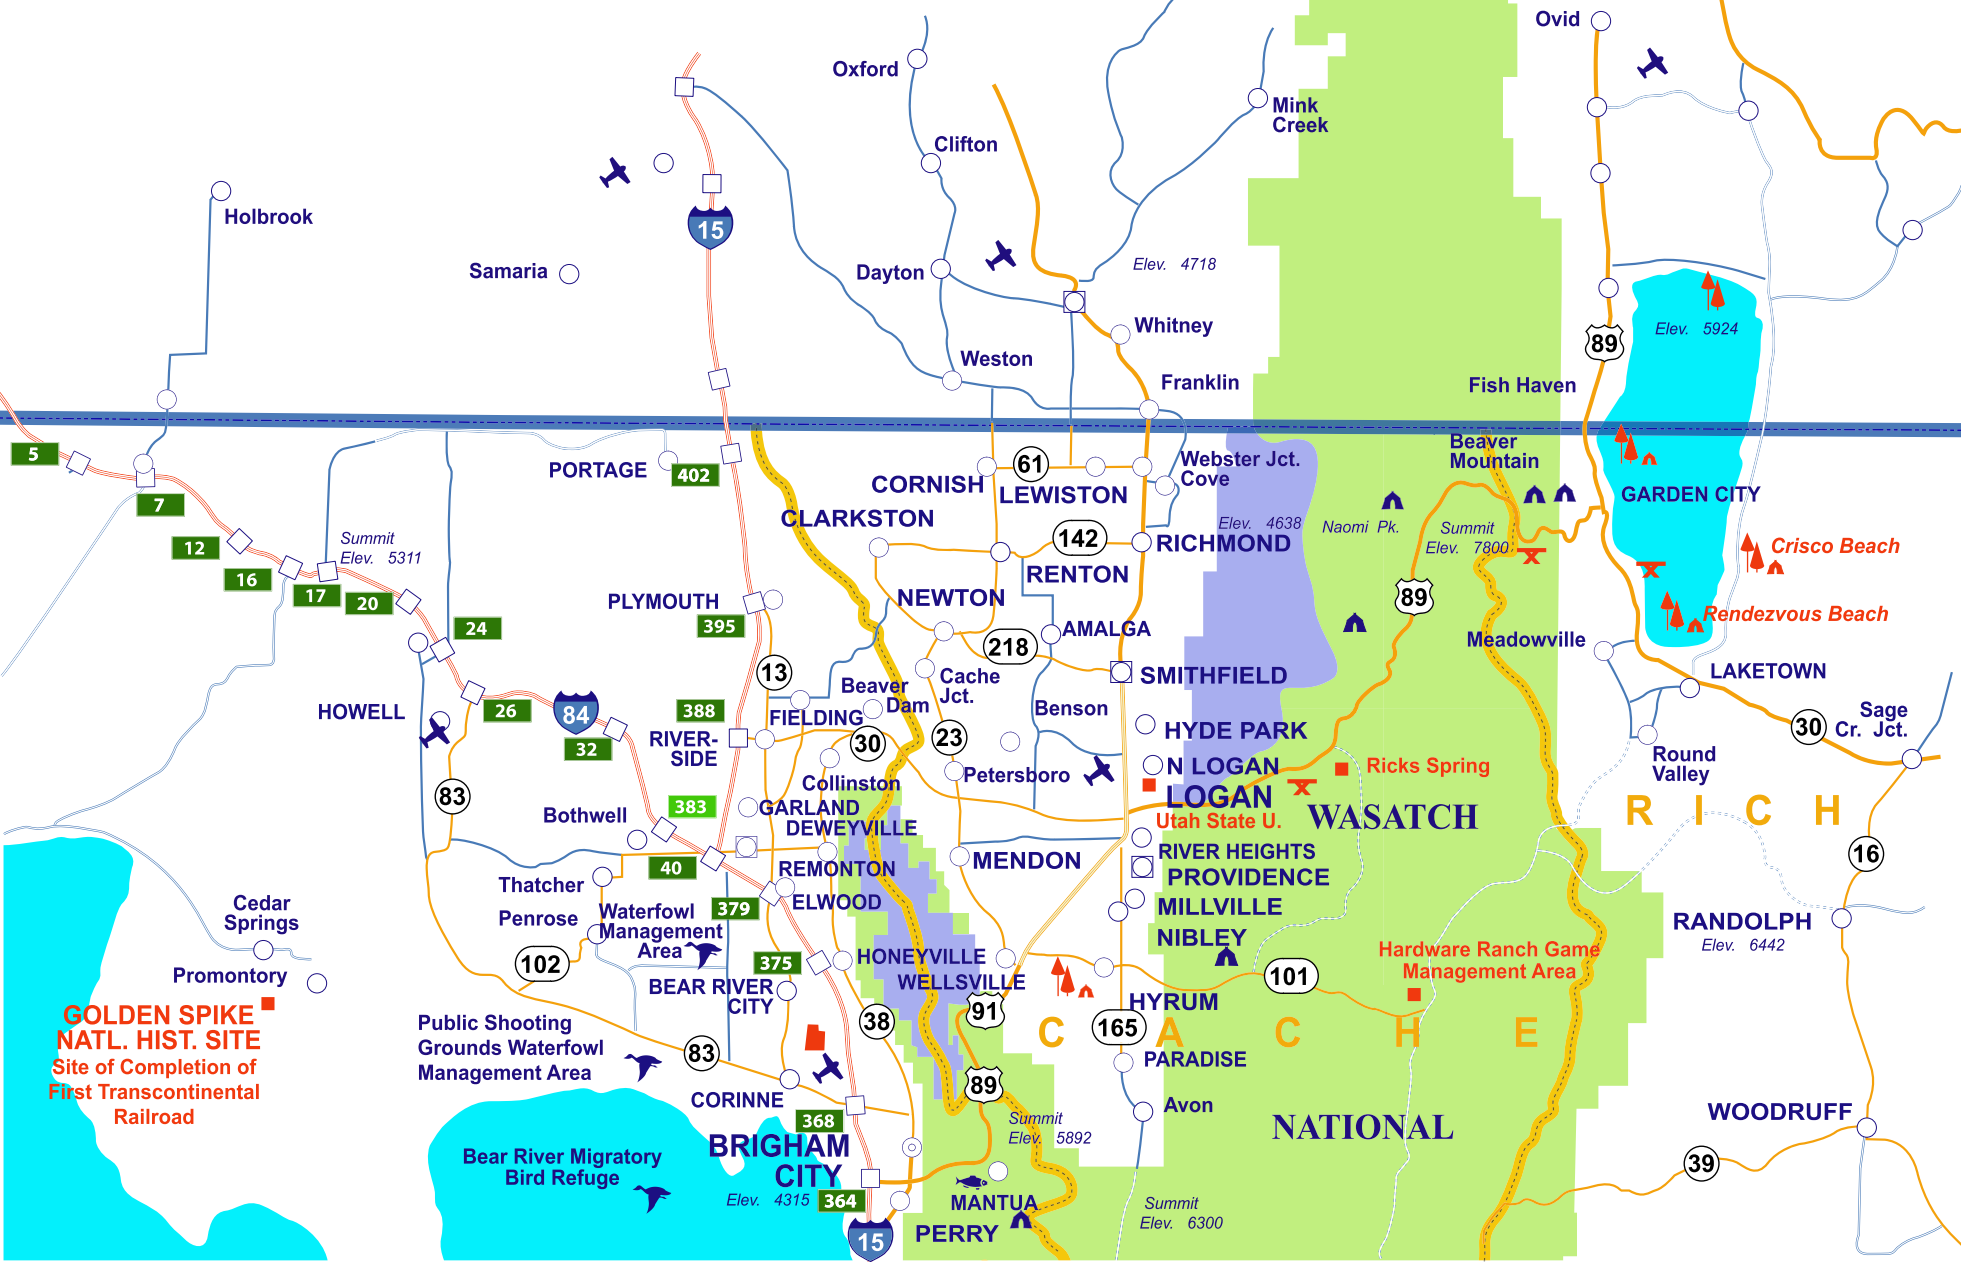 Ovid
Oxford
Mink
Creek
Clifton
Holbrook
15
Samaria
Dayton
Elev. 4718
Whitney
Elev. 5924
89
Weston
Franklin
Fish Haven
5
PORTAGE
402
CORNISH
61
LEWISTON
Webster Jct.
Cove
Beaver
Mountain
GARDEN CITY
7
CLARKSTON
Elev. 4638
Naomi Pk.
Summit
Elev. 7800
12
Summit
Elev. 5311
142
RICHMOND
Crisco Beach
16
17
20
RENTON
PLYMOUTH
395
NEWTON
89
Rendezvous Beach
24
AMALGA
218
Meadowville
13
SMITHFIELD
LAKETOWN
Cache
Jct.
Beaver
Dam
HOWELL
26
84
388
FIELDING
Benson
30
Sage
Cr. Jct.
32
RIVER-
SIDE
30
23
HYDE PARK
Round
Valley
Petersboro
N LOGAN
Ricks Spring
83
Collinston
LOGAN
Bothwell
383
GARLAND
Utah State U.
WASATCH
RICH
DEWEYVILLE
40
REMONTON
MENDON
RIVER HEIGHTS
PROVIDENCE
16
Thatcher
ELWOOD
MILLVILLE
Cedar
Springs
Penrose
Waterfowl
Management
Area
379
NIBLEY
RANDOLPH
Elev. 6442
102
375
HONEYVILLE
WELLSVILLE
Hardware Ranch Game
Management Area
Promontory
101
BEAR RIVER
CITY
HYRUM
GOLDEN SPIKE
NATL. HIST. SITE
Site of Completion of
First Transcontinental
Railroad
91
38
165
CACHE
Public Shooting
Grounds Waterfowl
Management Area
83
PARADISE
89
CORINNE
Avon
368
Summit
Elev. 5892
NATIONAL
WOODRUFF
BRIGHAM
CITY
Bear River Migratory
Bird Refuge
39
Elev. 4315
364
MANTUA
Summit
Elev. 6300
PERRY
15